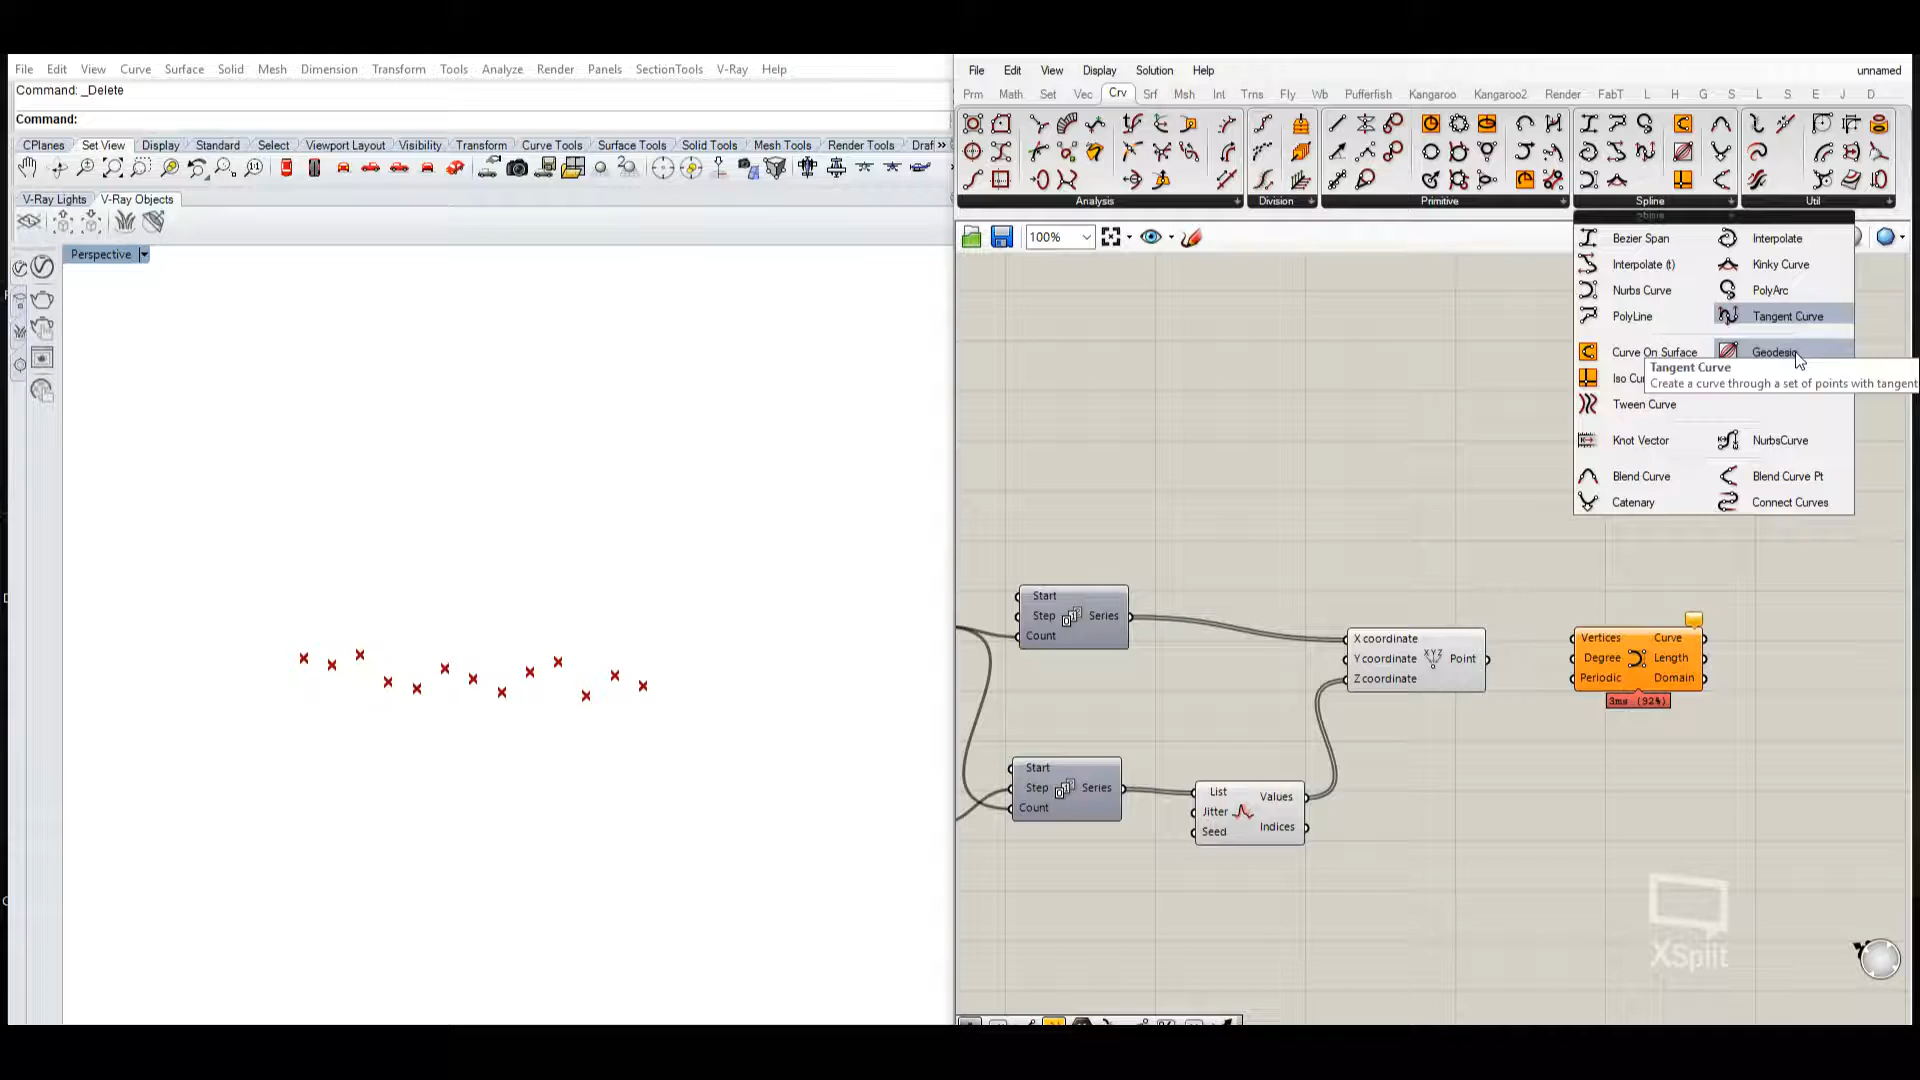 File Edit View Curve Surface Solid Mesh Dimension Transform Tools Analyze Render Panels SectionTools V-Ray Help
Command: _Delete
Command:
CPlanes Set View Display Standard Select Viewport Layout Visibility Transform Curve Tools Surface Tools Solid Tools Mesh Tools Render Tools Draf »
V-Ray Lights V-Ray Objects
Perspective
File Edit View Display Solution Help unnamed
Prm Math Set Vec Crv Srf Msh Int Trns Fly Wb Pufferfish Kangaroo Kangaroo2 Render FabT L H G S L S E J D
Analysis Division Primitive Spline Util
100%
Bezier Span Interpolate
Interpolate (t) Kinky Curve
Nurbs Curve PolyArc
PolyLine Tangent Curve
Curve On Surface Geodesic
Iso Cu
Tangent Curve
Create a curve through a set of points with tangent
Tween Curve
Knot Vector NurbsCurve
Blend Curve Blend Curve Pt
Catenary Connect Curves
Start
Step Series
Count
X coordinate
Y coordinate Point
Z coordinate
Vertices Curve
Degree Length
Periodic Domain
3ms (92%)
Start
Step Series
Count
List Values
Jitter
Seed Indices
XSplit